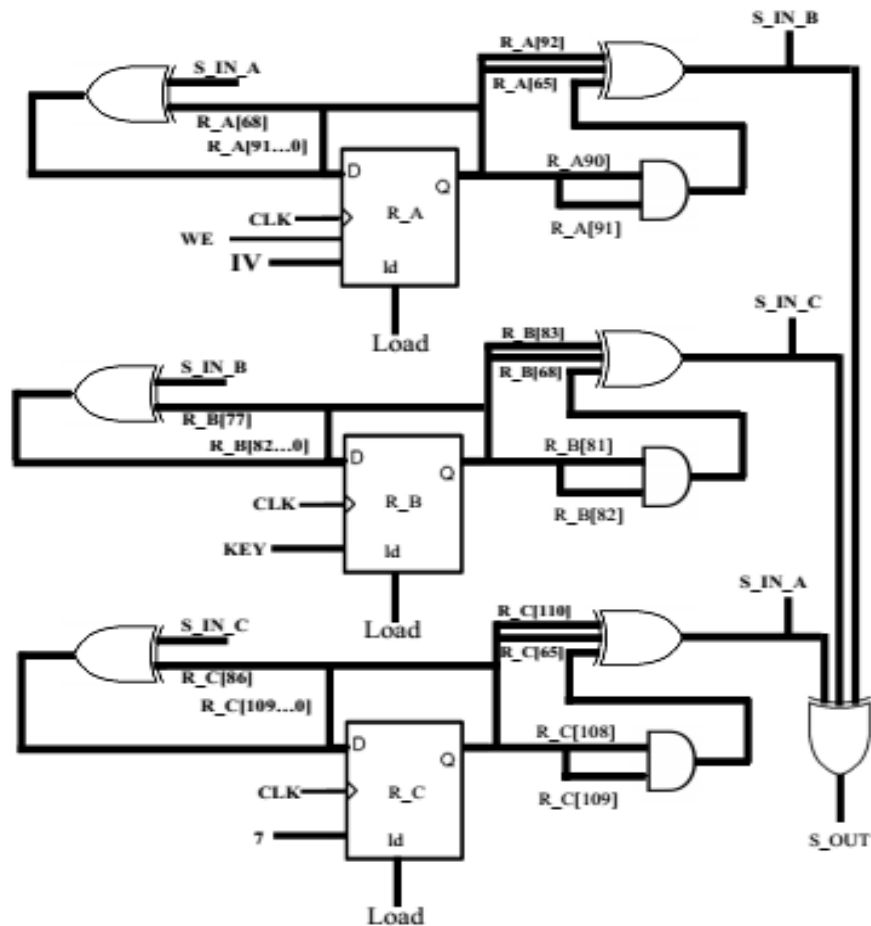 S_IN_B
R_A[92]
S_IN_A
R_A[65]
R_A[68]
R_A[91...0]
D
Q
R_A90]
R_A
CLK
R_A[91]
WE
IV
ld
Load
S_IN_C
R_B[83]
S_IN_B
R_B[68]
R_B[77]
R_B[82...0]
D
Q
R_B[81]
CLK
R_B
R_B[82]
KEY
ld
Load
S_IN_A
R_C[110]
S_IN_C
R_C[65]
R_C[86]
R_C[109...0]
D
Q
R_C[108]
CLK
R_C
R_C[109]
7
ld
S_OUT
Load